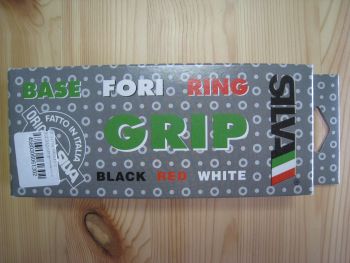 BASE FORI RING
GRIP
BLACK RED WHITE
SILVA
®
FATTO IN ITALIA